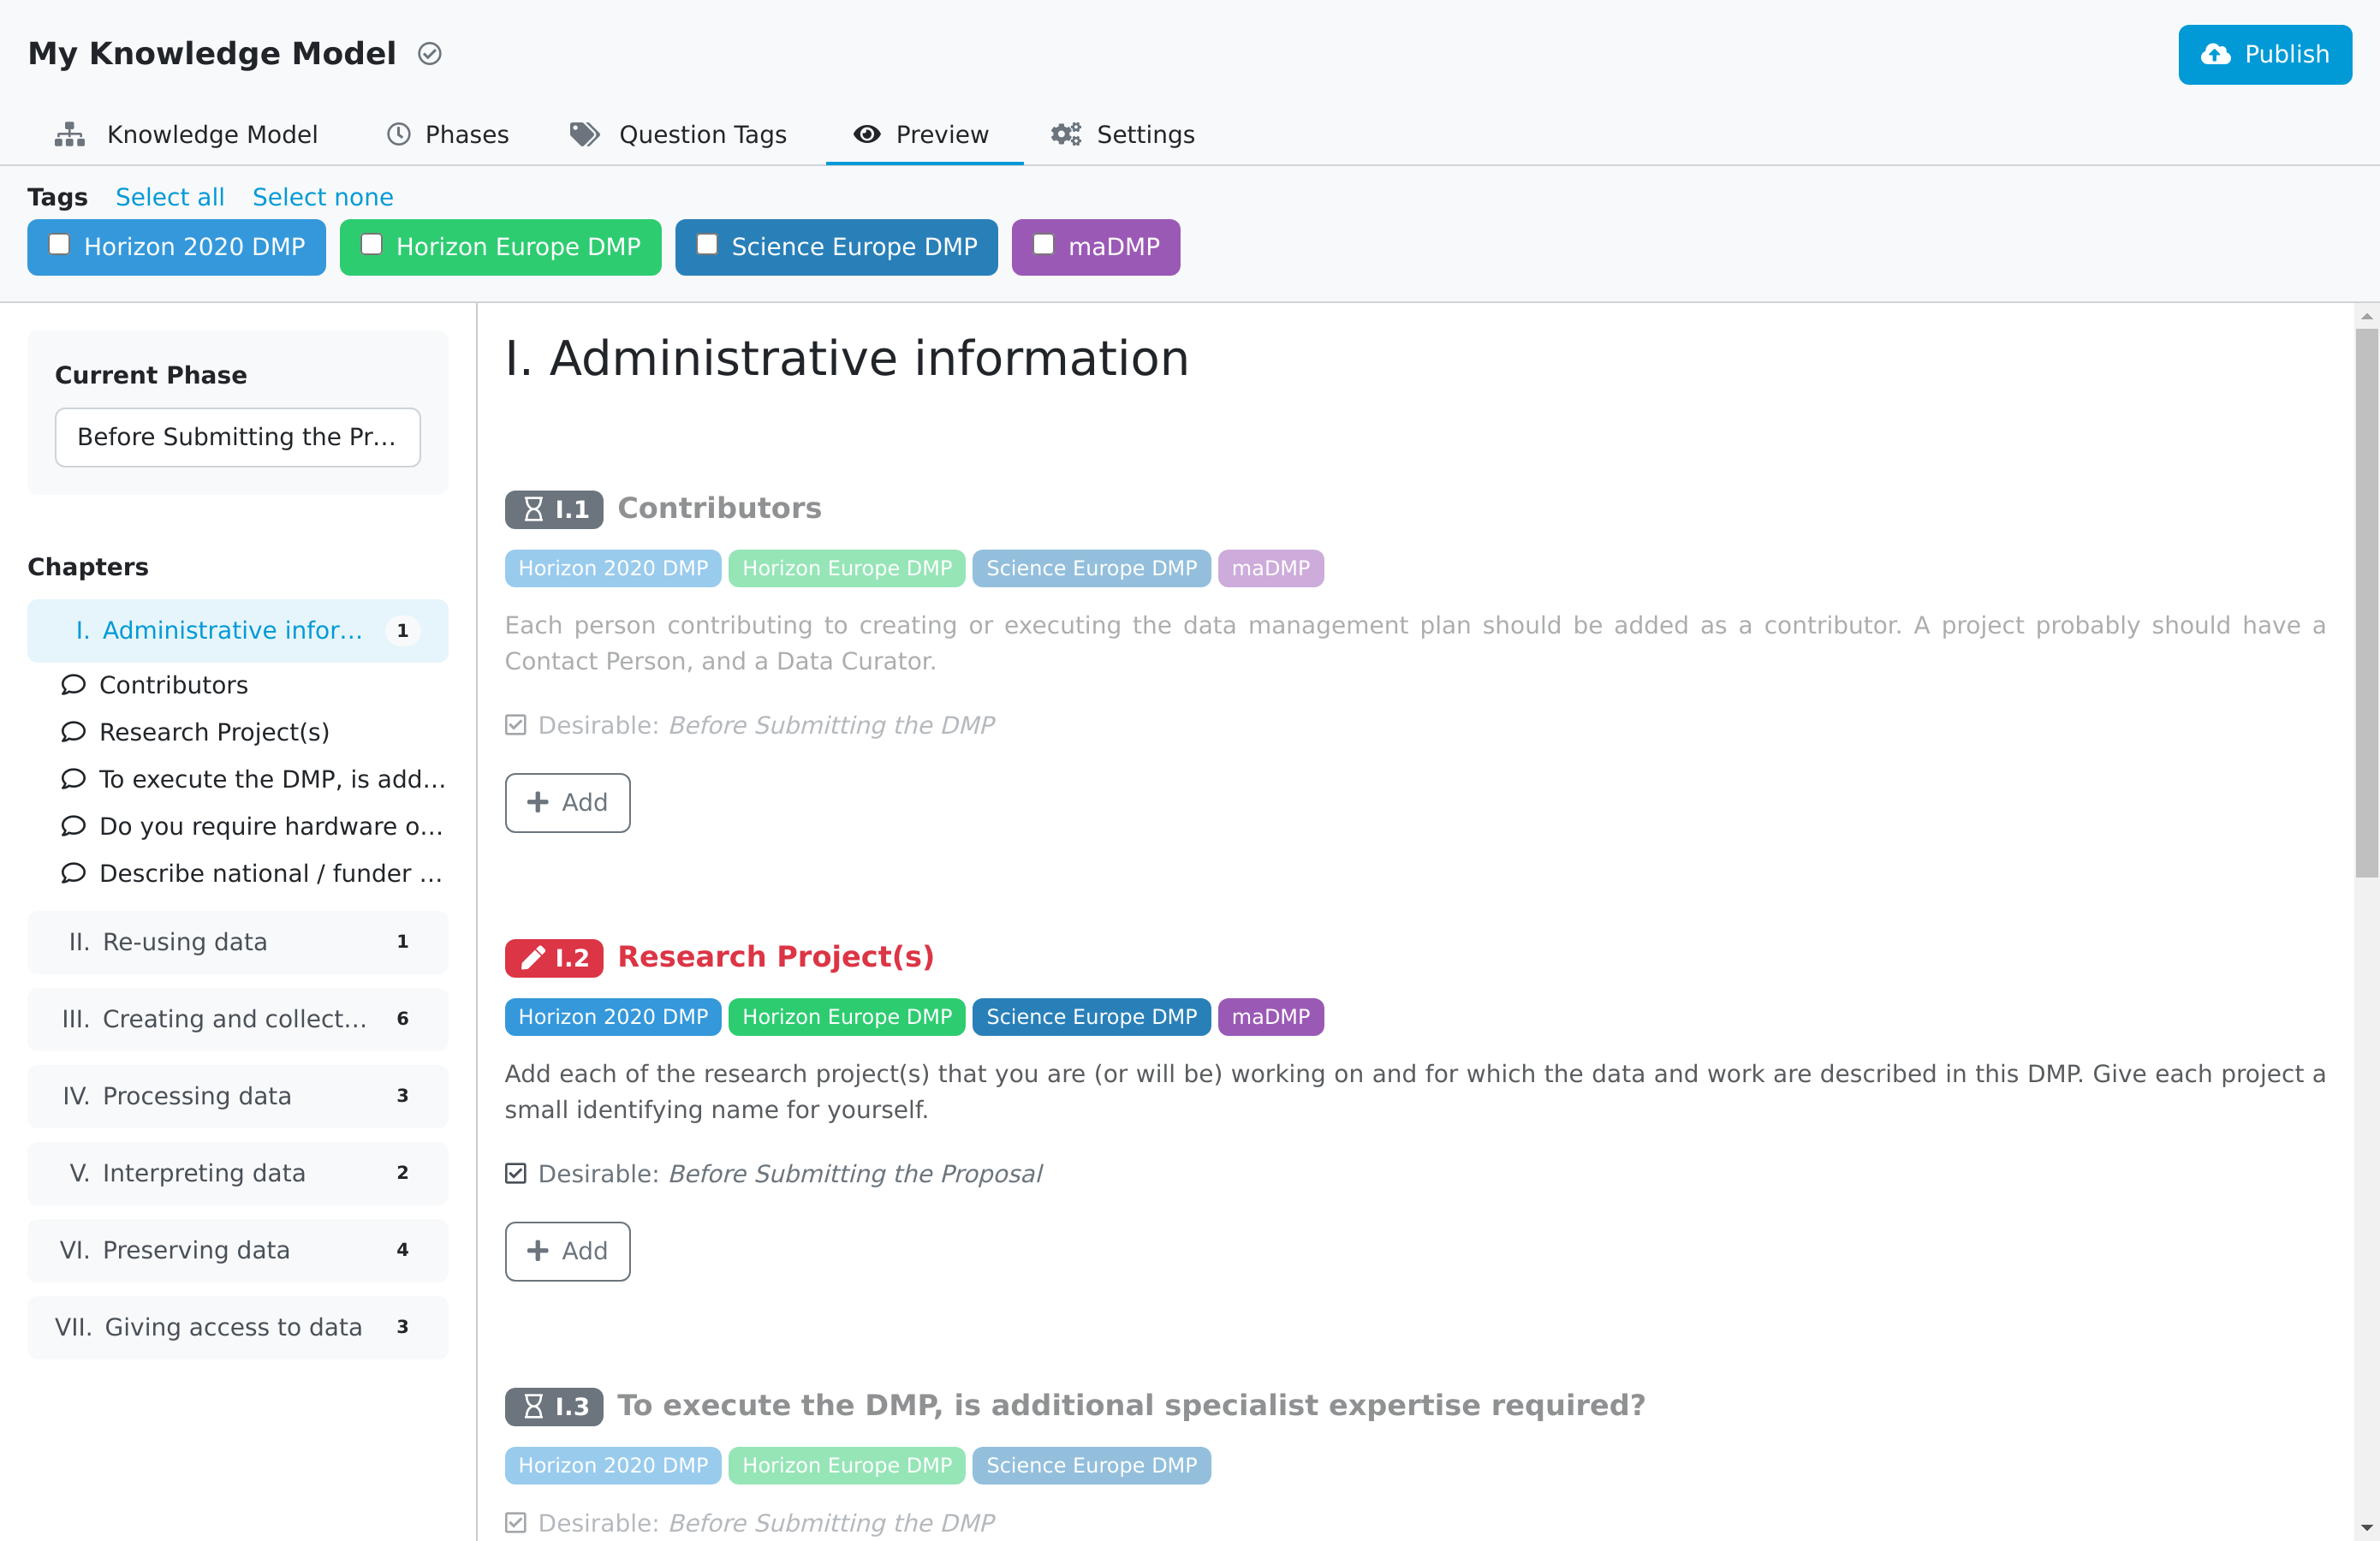 My Knowledge Model
Publish
Knowledge Model
Phases
Question Tags
Preview
Settings
Tags Select all Select none
Horizon 2020 DMP
Horizon Europe DMP
Science Europe DMP
maDMP
Current Phase
Before Submitting the Pr...
Chapters
I. Administrative infor... 1
Contributors
Research Project(s)
To execute the DMP, is add...
Do you require hardware o...
Describe national / funder ...
II. Re-using data 1
III. Creating and collect... 6
IV. Processing data 3
V. Interpreting data 2
VI. Preserving data 4
VII. Giving access to data 3
I. Administrative information
I.1 Contributors
Horizon 2020 DMP Horizon Europe DMP Science Europe DMP maDMP
Each person contributing to creating or executing the data management plan should be added as a contributor. A project probably should have a
Contact Person, and a Data Curator.
Desirable: Before Submitting the DMP
Add
I.2 Research Project(s)
Horizon 2020 DMP Horizon Europe DMP Science Europe DMP maDMP
Add each of the research project(s) that you are (or will be) working on and for which the data and work are described in this DMP. Give each project a
small identifying name for yourself.
Desirable: Before Submitting the Proposal
Add
I.3 To execute the DMP, is additional specialist expertise required?
Horizon 2020 DMP Horizon Europe DMP Science Europe DMP
Desirable: Before Submitting the DMP